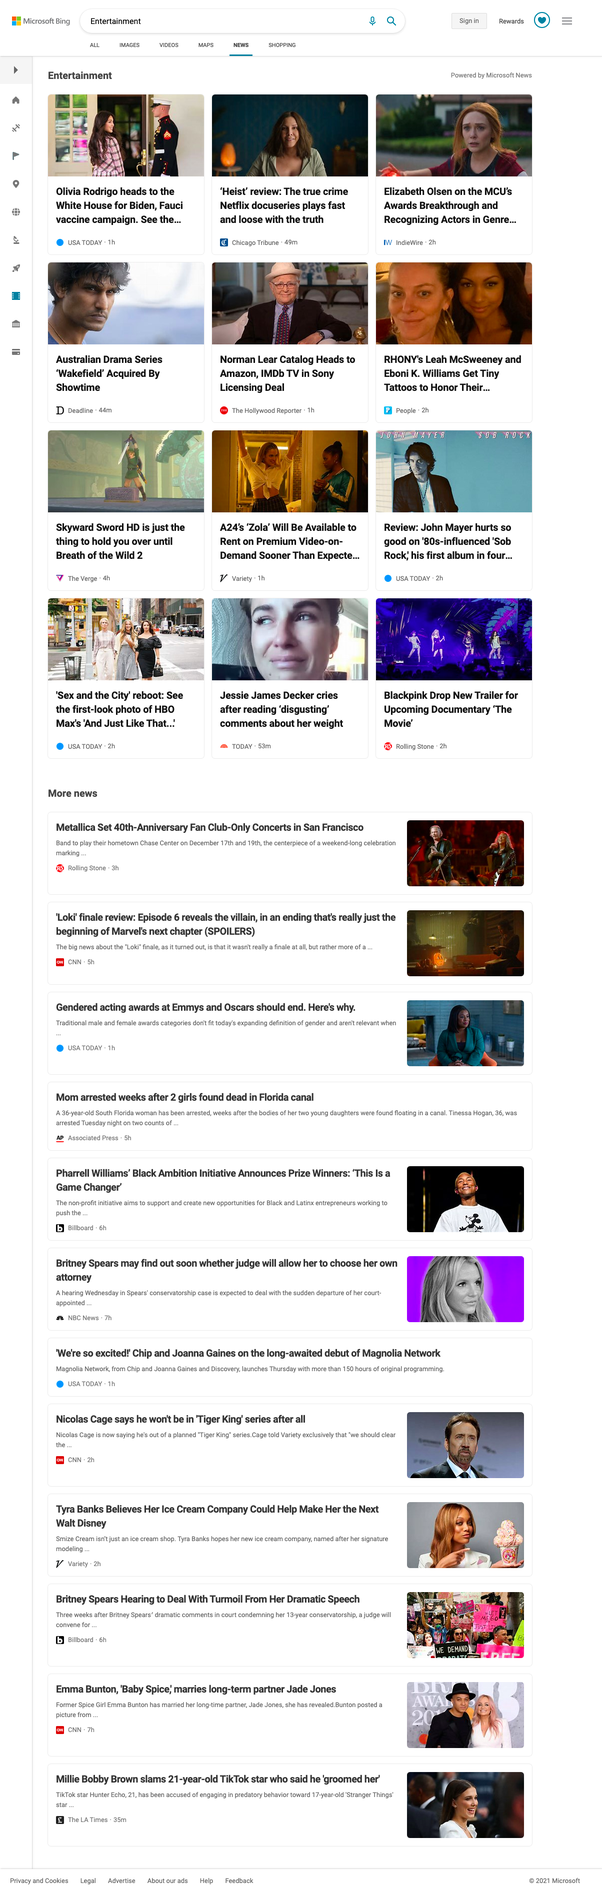 Microsoft Bing
Entertainment
Sign in
Rewards
ALL
IMAGES
VIDEOS
MAPS
NEWS
SHOPPING
Entertainment
Powered by Microsoft News
Olivia Rodrigo heads to the
White House for Biden, Fauci
vaccine campaign. See the...
USA TODAY · 1h
'Heist' review: The true crime
Netflix docuseries plays fast
and loose with the truth
Chicago Tribune · 49m
Elizabeth Olsen on the MCU's
Awards Breakthrough and
Recognizing Actors in Genre...
IndieWire · 2h
Australian Drama Series
'Wakefield' Acquired By
Showtime
Deadline · 44m
Norman Lear Catalog Heads to
Amazon, IMDb TV in Sony
Licensing Deal
The Hollywood Reporter · 1h
RHONY's Leah McSweeney and
Eboni K. Williams Get Tiny
Tattoos to Honor Their...
People · 2h
JOHN MAYER SOB ROCK
Skyward Sword HD is just the
thing to hold you over until
Breath of the Wild 2
The Verge · 4h
A24's 'Zola' Will Be Available to
Rent on Premium Video-on-
Demand Sooner Than Expecte...
Variety · 1h
Review: John Mayer hurts so
good on '80s-influenced 'Sob
Rock,' his first album in four...
USA TODAY · 2h
'Sex and the City' reboot: See
the first-look photo of HBO
Max's 'And Just Like That...'
USA TODAY · 2h
Jessie James Decker cries
after reading 'disgusting'
comments about her weight
TODAY · 53m
Blackpink Drop New Trailer for
Upcoming Documentary 'The
Movie'
Rolling Stone · 2h
More news
Metallica Set 40th-Anniversary Fan Club-Only Concerts in San Francisco
Band to play their hometown Chase Center on December 17th and 19th, the centerpiece of a weekend-long celebration
marking ...
Rolling Stone · 3h
'Loki' finale review: Episode 6 reveals the villain, in an ending that's really just the
beginning of Marvel's next chapter (SPOILERS)
The big news about the "Loki" finale, as it turned out, is that it wasn't really a finale at all, but rather more of a ...
CNN · 5h
Gendered acting awards at Emmys and Oscars should end. Here's why.
Traditional male and female awards categories don't fit today's expanding definition of gender and aren't relevant when
...
USA TODAY · 1h
Mom arrested weeks after 2 girls found dead in Florida canal
A 36-year-old South Florida woman has been arrested, weeks after the bodies of her two young daughters were found floating in a canal. Tinessa Hogan, 36, was
arrested Tuesday night on two counts of ...
AP Associated Press · 5h
Pharrell Williams' Black Ambition Initiative Announces Prize Winners: 'This Is a
Game Changer'
The non-profit initiative aims to support and create new opportunities for Black and Latinx entrepreneurs working to
push the ...
Billboard · 6h
Britney Spears may find out soon whether judge will allow her to choose her own
attorney
A hearing Wednesday in Spears' conservatorship case is expected to deal with the sudden departure of her court-
appointed ...
NBC News · 7h
'We're so excited!' Chip and Joanna Gaines on the long-awaited debut of Magnolia Network
Magnolia Network, from Chip and Joanna Gaines and Discovery, launches Thursday with more than 150 hours of original programming.
USA TODAY · 1h
Nicolas Cage says he won't be in 'Tiger King' series after all
Nicolas Cage is now saying he's out of a planned "Tiger King" series.Cage told Variety exclusively that "we should clear
the ...
CNN · 2h
Tyra Banks Believes Her Ice Cream Company Could Help Make Her the Next
Walt Disney
Smize Cream isn't just an ice cream shop. Tyra Banks hopes her new ice cream company, named after her signature
modeling ...
Variety · 2h
Britney Spears Hearing to Deal With Turmoil From Her Dramatic Speech
Three weeks after Britney Spears' dramatic comments in court condemning her 13-year conservatorship, a judge will
convene for ...
Billboard · 6h
WE DEMAND
FREE
Emma Bunton, 'Baby Spice,' marries long-term partner Jade Jones
Former Spice Girl Emma Bunton has married her long-time partner, Jade Jones, she has revealed.Bunton posted a
picture from ...
CNN · 7h
Millie Bobby Brown slams 21-year-old TikTok star who said he 'groomed her'
TikTok star Hunter Echo, 21, has been accused of engaging in predatory behavior toward 17-year-old 'Stranger Things'
star ...
The LA Times · 35m
Privacy and Cookies
Legal
Advertise
About our ads
Help
Feedback
© 2021 Microsoft